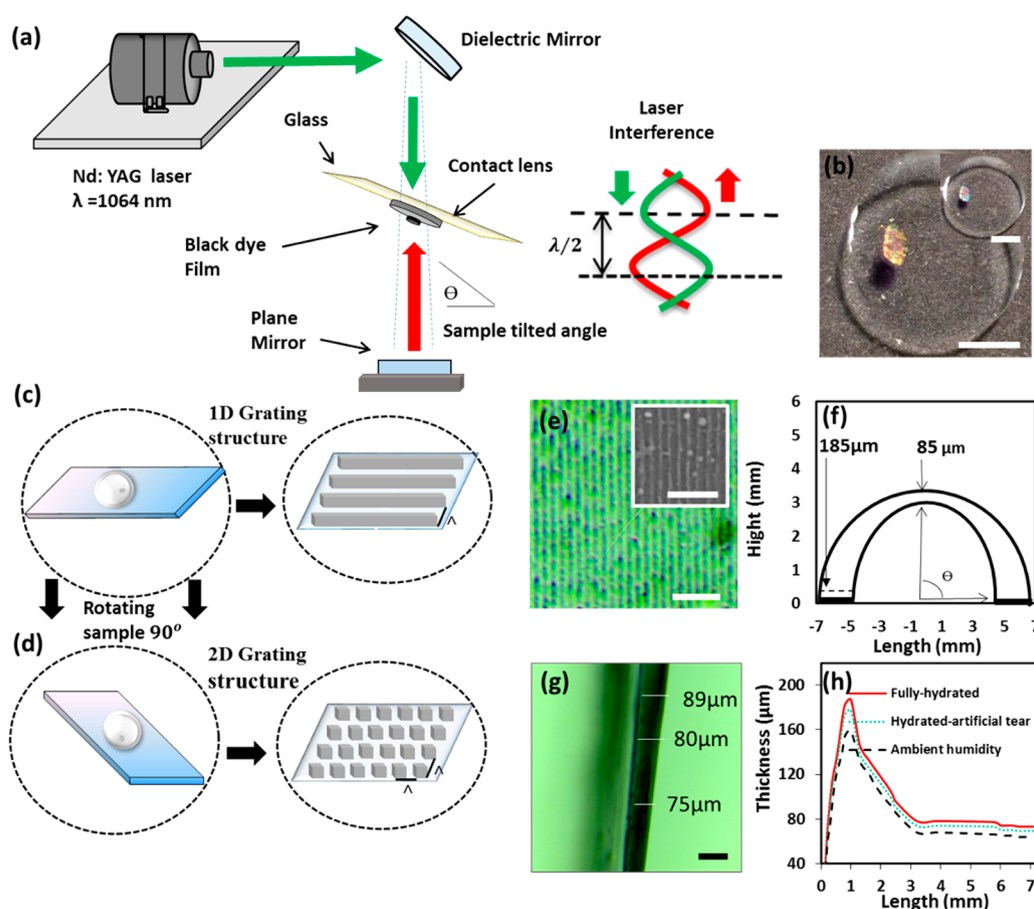 (a)
Dielectric Mirror
Glass
Contact lens
Nd: YAG laser
λ =1064 nm
Black dye
Film
Plane
Mirror
Ө
Sample tilted angle
Laser
Interference
λ/2
(b)
(c)
1D Grating
structure
Λ
Rotating
sample 90°
(d)
2D Grating
structure
Λ
Λ
(e)
(f)
185µm
85 µm
Ө
Hight (mm)
6
5
4
3
2
1
0
-7 -5 -3 -1 1 3 5 7
Length (mm)
(g)
89µm
80µm
75µm
(h)
Fully-hydrated
Hydrated-artificial tear
Ambient humidity
Thickness (µm)
200
160
120
80
40
0 1 2 3 4 5 6 7
Length (mm)